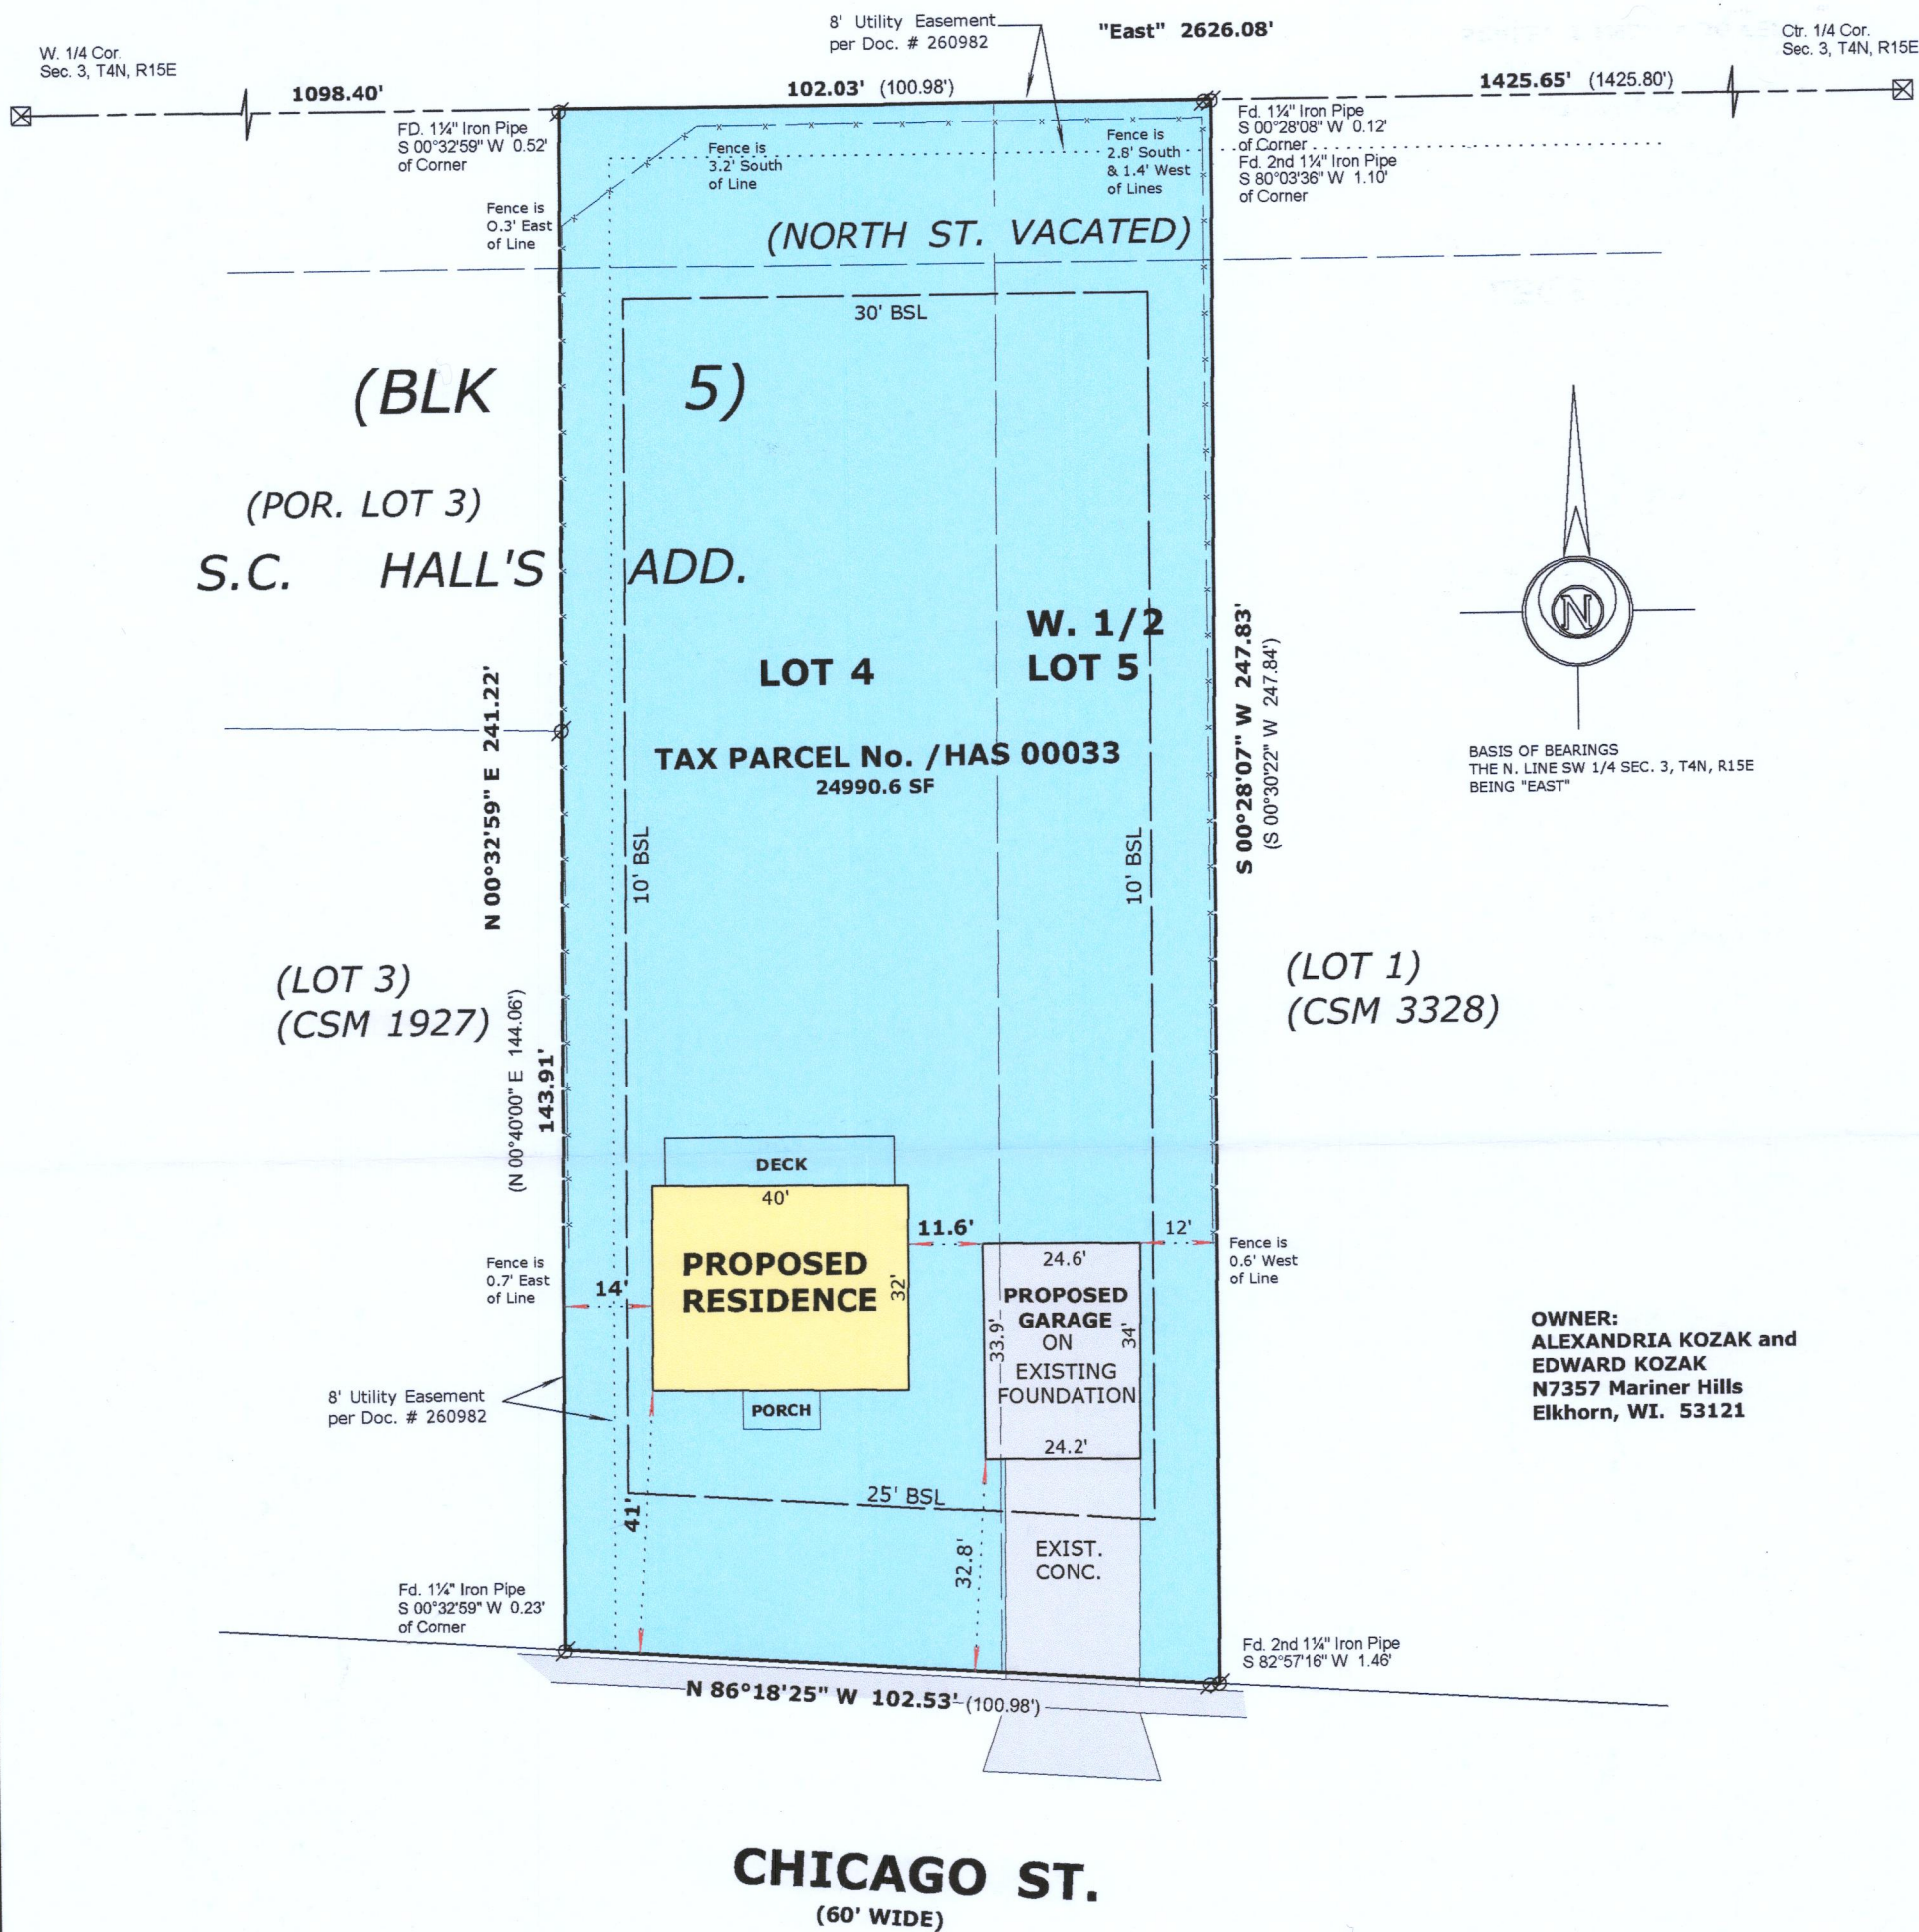 8' Utility Easement
per Doc. # 260982
"East" 2626.08'
W. 1/4 Cor.
Sec. 3, T4N, R15E
Ctr. 1/4 Cor.
Sec. 3, T4N, R15E
1098.40'
102.03' (100.98')
1425.65' (1425.80')
FD. 1¼" Iron Pipe
S 00°32'59" W 0.52'
of Corner
Fence is
3.2' South
of Line
Fence is
2.8' South
& 1.4' West
of Lines
Fd. 1¼" Iron Pipe
S 00°28'08" W 0.12'
of Corner
Fd. 2nd 1¼" Iron Pipe
S 80°03'36" W 1.10'
of Corner
Fence is
0.3' East
of Line
(NORTH ST. VACATED)
30' BSL
(BLK 5)
(POR. LOT 3)
S.C. HALL'S ADD.
W. 1/2
LOT 5
LOT 4
TAX PARCEL No. /HAS 00033
24990.6 SF
N 00°32'59" E 241.22'
S 00°28'07" W 247.83'
(S 00°30'22" W 247.84')
N
BASIS OF BEARINGS
THE N. LINE SW 1/4 SEC. 3, T4N, R15E
BEING "EAST"
10' BSL
10' BSL
(LOT 3)
(CSM 1927)
(LOT 1)
(CSM 3328)
(N 00°40'00" E 144.06')
143.91'
DECK
40'
PROPOSED
RESIDENCE
32'
11.6'
12'
14'
Fence is
0.7' East
of Line
Fence is
0.6' West
of Line
24.6'
PROPOSED
GARAGE
ON
EXISTING
FOUNDATION
33.9'
34'
24.2'
OWNER:
ALEXANDRIA KOZAK and
EDWARD KOZAK
N7357 Mariner Hills
Elkhorn, WI. 53121
8' Utility Easement
per Doc. # 260982
PORCH
25' BSL
41'
32.8'
EXIST.
CONC.
Fd. 1¼" Iron Pipe
S 00°32'59" W 0.23'
of Corner
Fd. 2nd 1¼" Iron Pipe
S 82°57'16" W 1.46'
N 86°18'25" W 102.53' (100.98')
CHICAGO ST.
(60' WIDE)